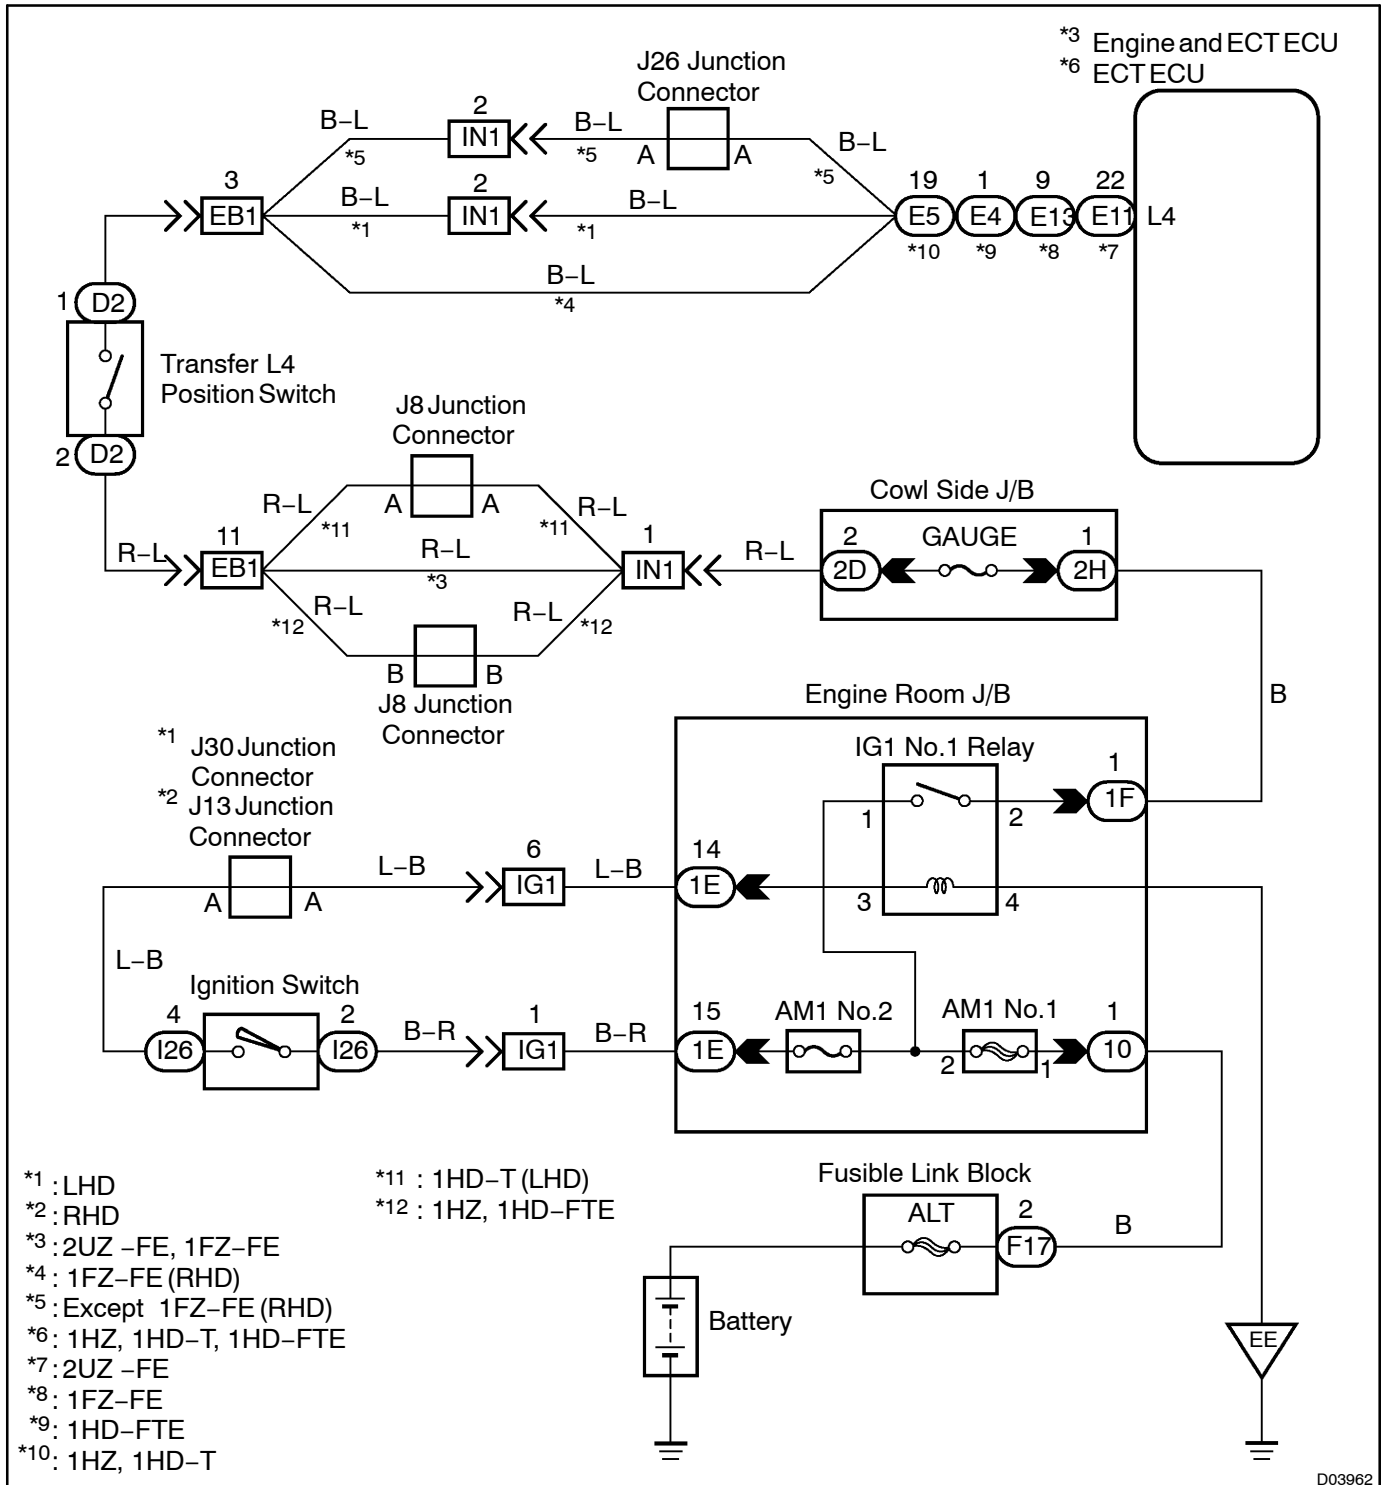 *3 Engine and ECT ECU
*6 ECT ECU
J26 Junction
Connector
2
B–L
IN1
B–L
*5
*5
A
A
B–L
*5
3
EB1
B–L
*1
2
IN1
B–L
*1
19
1
9
22
E5
E4
E13
E11
L4
*10
*9
*8
*7
B–L
*4
1
D2
Transfer L4
Position Switch
2
D2
J8 Junction
Connector
R–L
A
A
R–L
*11
*11
R–L
11
EB1
R–L
*3
1
IN1
R–L
R–L
*12
R–L
*12
B
B
J8 Junction
Connector
Cowl Side J/B
2
GAUGE
1
2D
2H
B
Engine Room J/B
IG1 No.1 Relay
1
1F
1
2
3
4
*1 J30 Junction
Connector
*2 J13 Junction
Connector
A
A
L–B
6
IG1
L–B
14
1E
L–B
Ignition Switch
4
2
I26
I26
B–R
1
IG1
B–R
15
1E
AM1 No.2
AM1 No.1
2
1
1
10
Fusible Link Block
ALT
2
F17
B
Battery
EE
*1 : LHD
*2 : RHD
*3 : 2UZ –FE, 1FZ–FE
*4 : 1FZ–FE (RHD)
*5 : Except 1FZ–FE (RHD)
*6 : 1HZ, 1HD–T, 1HD–FTE
*7 : 2UZ –FE
*8 : 1FZ–FE
*9 : 1HD–FTE
*10 : 1HZ, 1HD–T
*11 : 1HD–T (LHD)
*12 : 1HZ, 1HD–FTE
D03962